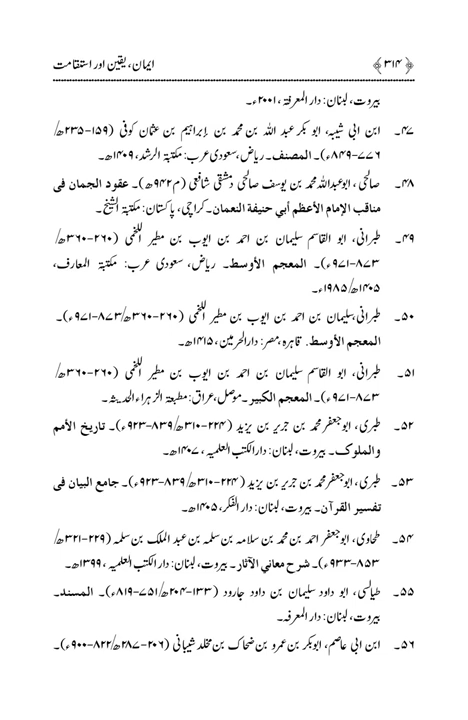 ﴿۳۱۴﴾ ایمان، یقین اور استقامت
بیروت، لبنان: دار المعرفۃ، ۲۰۰۱ء۔
۴۷۔ ابن ابی شیبہ، ابو بکر عبد اللہ بن محمد بن إبراہیم بن عثمان کوفی (۱۵۹-۲۳۵ھ/
۷۷۶-۸۴۹ء)۔ المصنف۔ ریاض، سعودی عرب: مکتبۃ الرشد، ۱۴۰۹ھ۔
۴۸۔ صالحی، ابوعبداللہ محمد بن یوسف صالحی دمشقی شافعی (م۹۴۲ھ)۔ عقود الجمان فی
مناقب الإمام الأعظم أبي حنيفة النعمان۔ کراچی، پاکستان: مکتبۃ الشیخ۔
۴۹۔ طبرانی، ابو القاسم سلیمان بن احمد بن ایوب بن مطیر اللخمی (۲۶۰-۳۶۰ھ/
۸۷۳-۹۷۱ء)۔ المعجم الأوسط۔ ریاض، سعودی عرب: مکتبۃ المعارف،
۱۴۰۵ھ/۱۹۸۵ء۔
۵۰۔ طبرانی،سلیمان بن احمد بن ایوب بن مطیر اللخمی (۲۶۰-۳۶۰ھ/۸۷۳-۹۷۱ء)۔
المعجم الأوسط۔ قاہرہ،مصر: دارالحرمین، ۱۴۱۵ھ۔
۵۱۔ طبرانی، ابو القاسم سلیمان بن احمد بن ایوب بن مطیر اللخمی (۲۶۰-۳۶۰ھ/
۸۷۳-۹۷۱ء)۔ المعجم الكبير۔موصل،عراق: مطبعۃ الزہراء الحدیثہ۔
۵۲۔ طبری، ابوجعفر محمد بن جریر بن یزید (۲۲۴-۳۱۰ھ/۸۳۹-۹۲۳ء)۔ تاريخ الأمم
والملوک۔ بیروت، لبنان: دارالکتب العلمیہ، ۱۴۰۷ھ۔
۵۳۔ طبری، ابوجعفر محمد بن جریر بن یزید (۲۲۴-۳۱۰ھ/۸۳۹-۹۲۳ء)۔ جامع البيان فی
تفسیر القرآن۔ بیروت، لبنان: دار الفکر، ۱۴۰۵ھ۔
۵۴۔ طحاوی، ابوجعفر احمد بن محمد بن سلامہ بن سلمہ بن عبد الملک بن سلمہ (۲۲۹-۳۲۱ھ/
۸۵۳-۹۳۳ء)۔ شرح معاني الآثار۔ بیروت، لبنان: دار الکتب العلمیہ، ۱۳۹۹ھ۔
۵۵۔ طیالسی، ابو داود سلیمان بن داود جارود (۱۳۳-۲۰۴ھ/۷۵۱-۸۱۹ء)۔ المسند۔
بیروت، لبنان: دار المعرفہ۔
۵۶۔ ابن ابی عاصم، ابوبکر بن عمرو بن ضحاک بن مخلد شیبانی (۲۰۶-۲۸۷ھ/۸۲۲-۹۰۰ء)۔